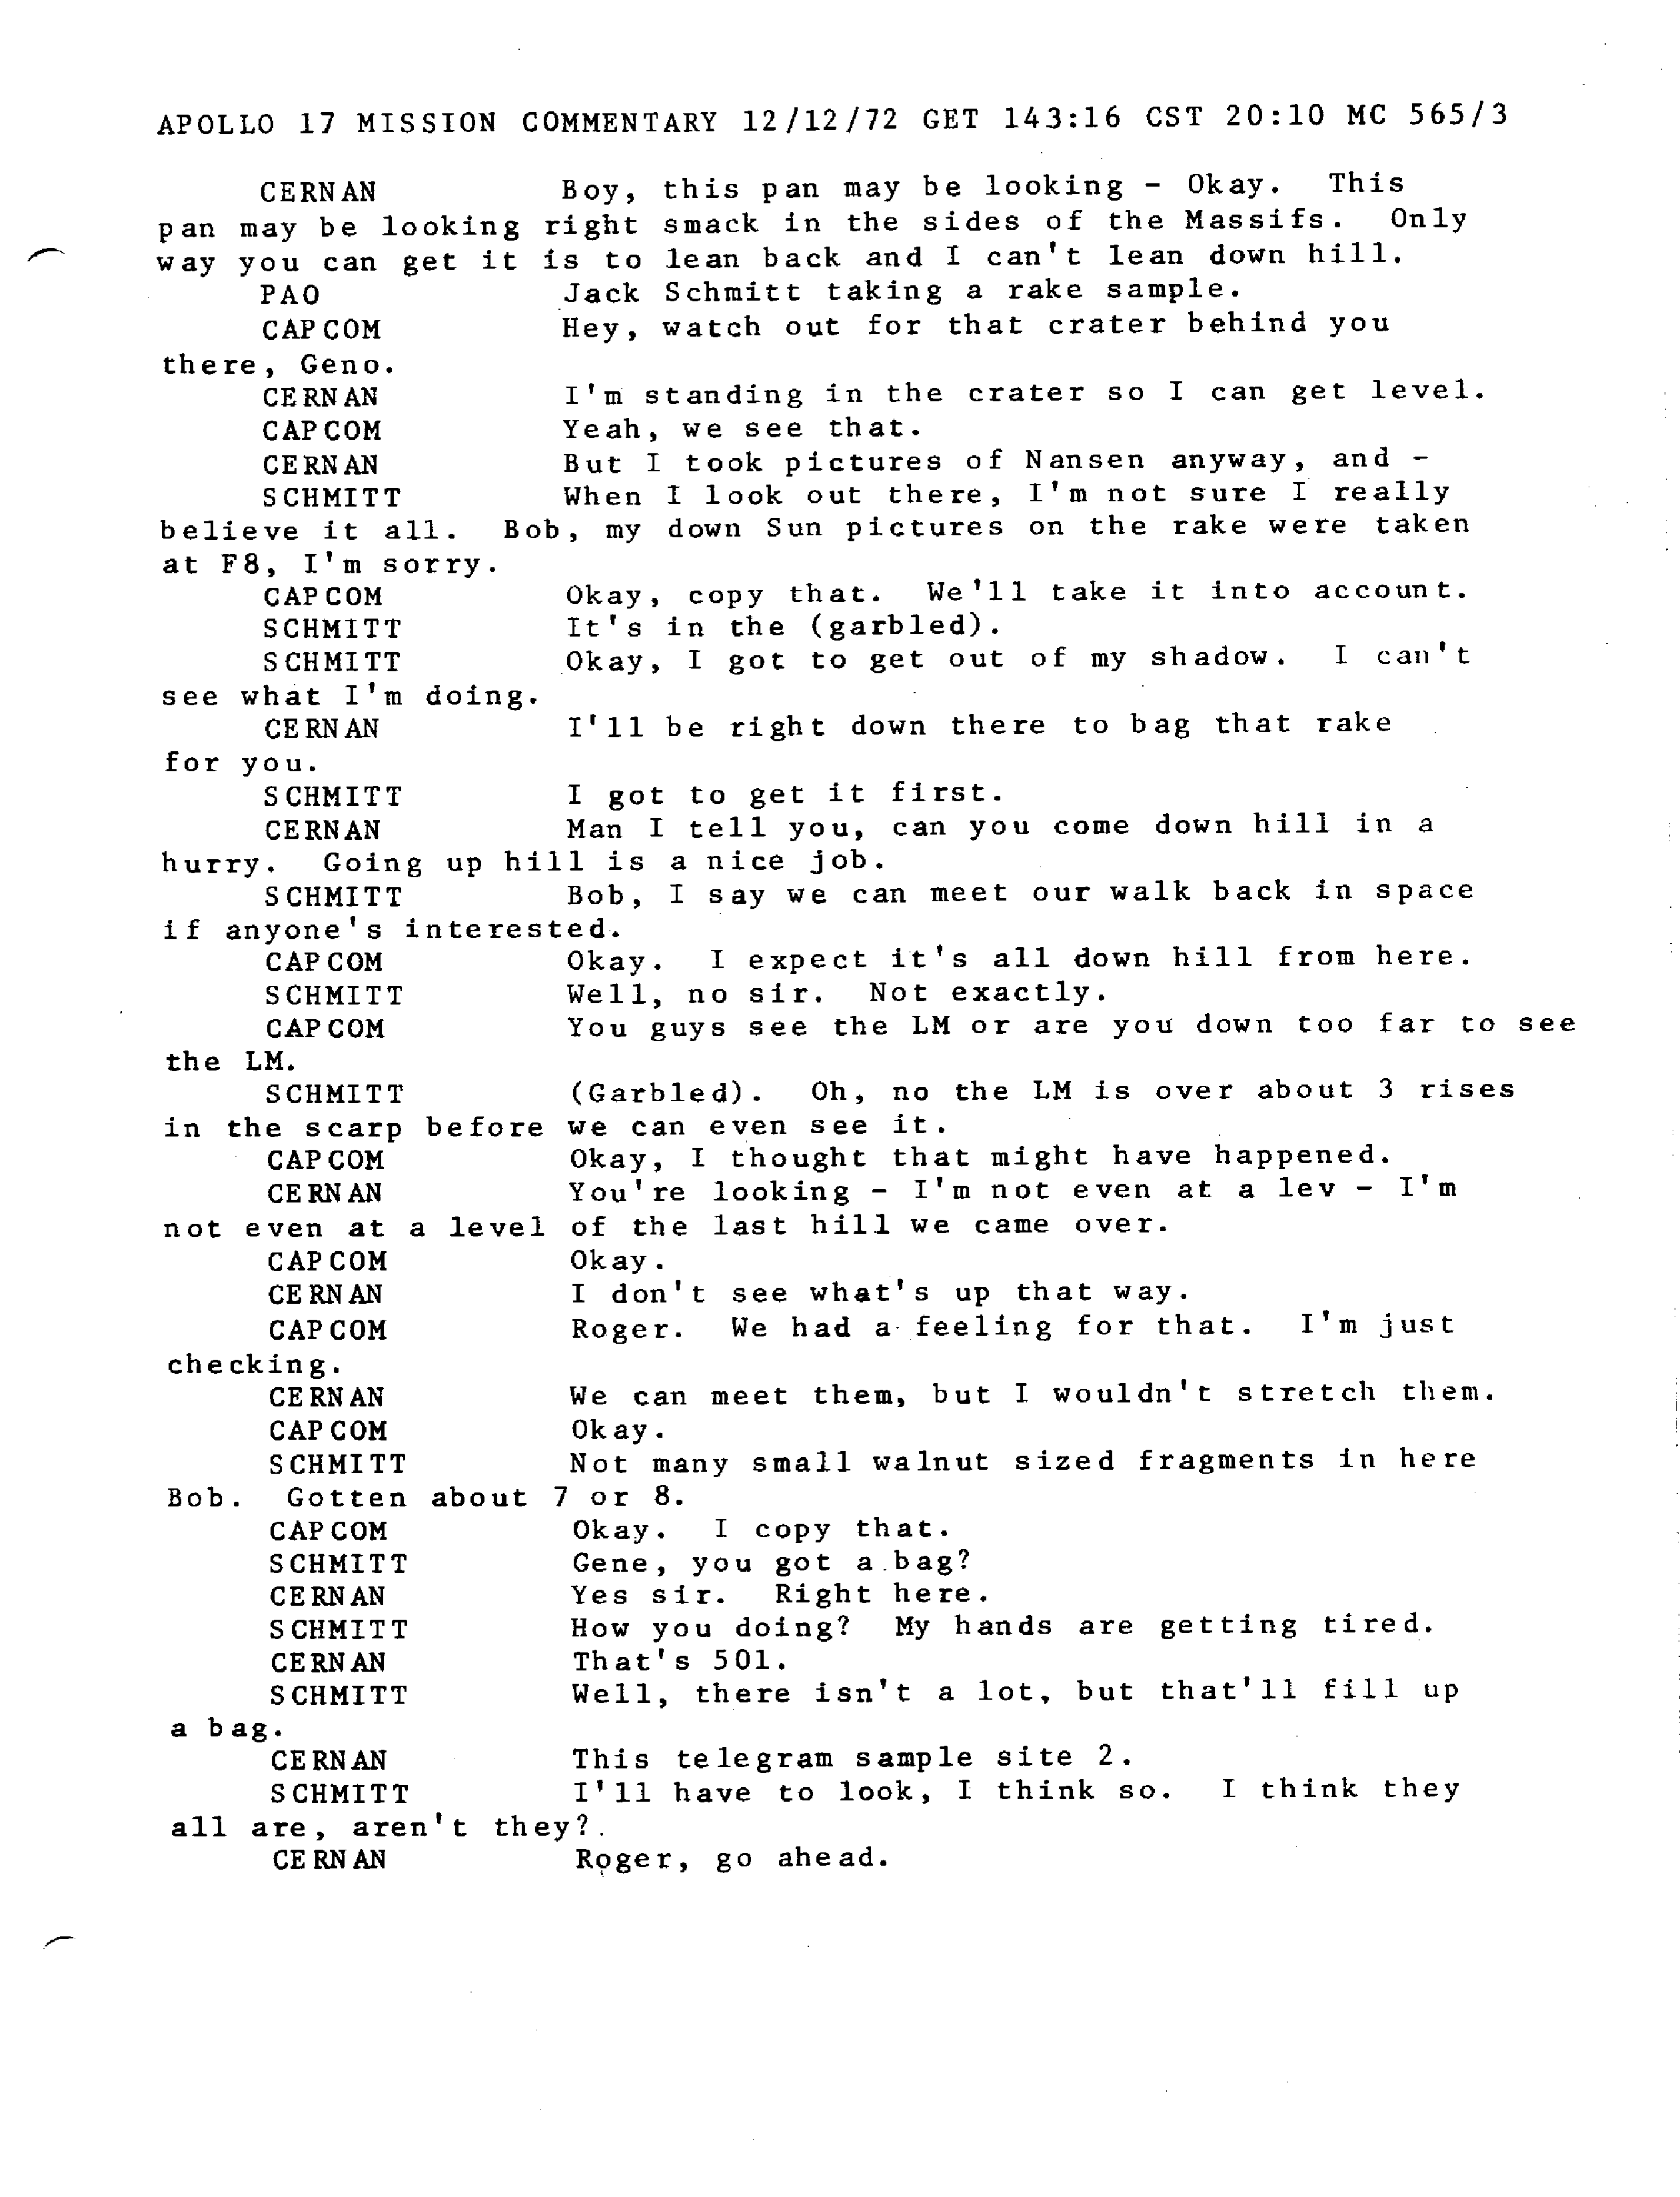 APOLLO 17 MISSION COMMENTARY 12/12/72 GET 143:16 CST 20:10 MC 565/3
CERNAN Boy, this pan may be looking - Okay. This
pan may be looking right smack in the sides of the Massifs. Only
way you can get it is to lean back and I can't lean down hill.
PAO Jack Schmitt taking a rake sample.
CAPCOM Hey, watch out for that crater behind you
there, Geno.
CERNAN I'm standing in the crater so I can get level.
CAPCOM Yeah, we see that.
CERNAN But I took pictures of Nansen anyway, and -
SCHMITT When I look out there, I'm not sure I really
believe it all. Bob, my down Sun pictures on the rake were taken
at F8, I'm sorry.
CAPCOM Okay, copy that. We'll take it into account.
SCHMITT It's in the (garbled).
SCHMITT Okay, I got to get out of my shadow. I can't
see what I'm doing.
CERNAN I'll be right down there to bag that rake
for you.
SCHMITT I got to get it first.
CERNAN Man I tell you, can you come down hill in a
hurry. Going up hill is a nice job.
SCHMITT Bob, I say we can meet our walk back in space
if anyone's interested.
CAPCOM Okay. I expect it's all down hill from here.
SCHMITT Well, no sir. Not exactly.
CAPCOM You guys see the LM or are you down too far to see
the LM.
SCHMITT (Garbled). Oh, no the LM is over about 3 rises
in the scarp before we can even see it.
CAPCOM Okay, I thought that might have happened.
CERNAN You're looking - I'm not even at a lev - I'm
not even at a level of the last hill we came over.
CAPCOM Okay.
CERNAN I don't see what's up that way.
CAPCOM Roger. We had a feeling for that. I'm just
checking.
CERNAN We can meet them, but I wouldn't stretch them.
CAPCOM Okay.
SCHMITT Not many small walnut sized fragments in here
Bob. Gotten about 7 or 8.
CAPCOM Okay. I copy that.
SCHMITT Gene, you got a bag?
CERNAN Yes sir. Right here.
SCHMITT How you doing? My hands are getting tired.
CERNAN That's 501.
SCHMITT Well, there isn't a lot, but that'll fill up
a bag.
CERNAN This telegram sample site 2.
SCHMITT I'll have to look, I think so. I think they
all are, aren't they?.
CERNAN Roger, go ahead.